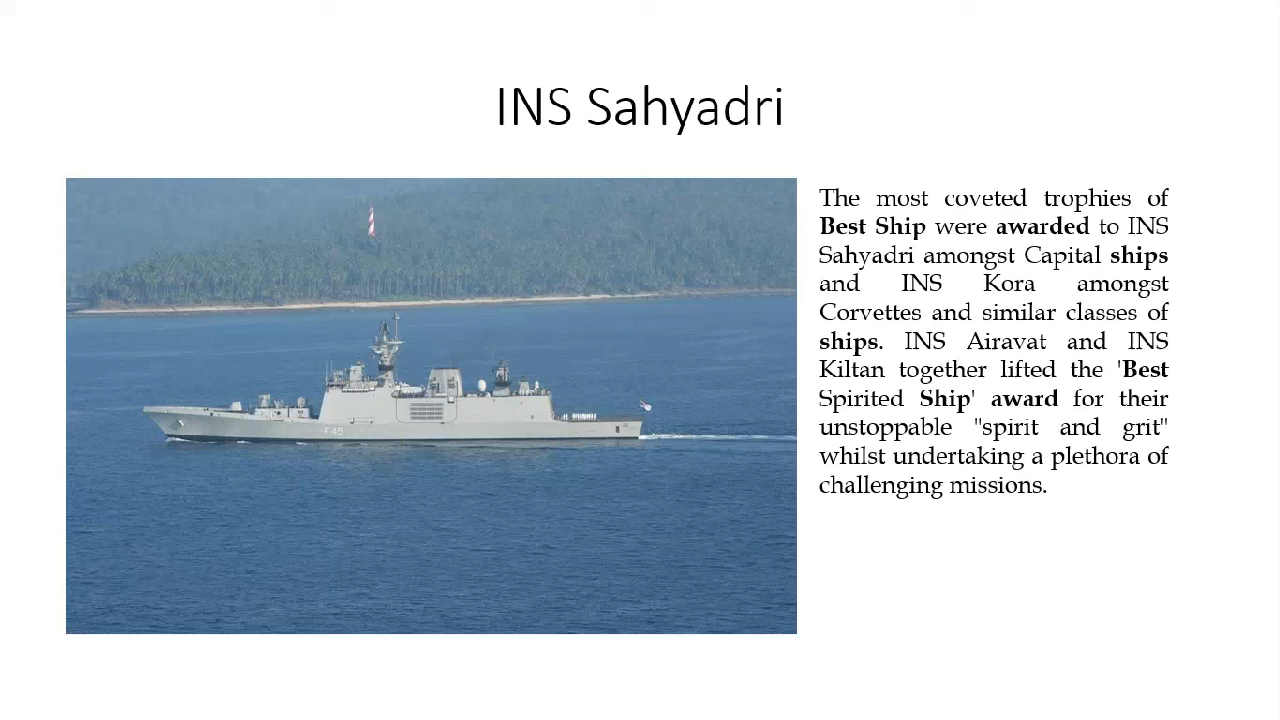 INS Sahyadri
The most coveted trophies of
Best Ship were awarded to INS
Sahyadri amongst Capital ships
and INS Kora amongst
Corvettes and similar classes of
ships. INS Airavat and INS
Kiltan together lifted the 'Best
Spirited Ship' award for their
unstoppable "spirit and grit"
whilst undertaking a plethora of
challenging missions.
F45